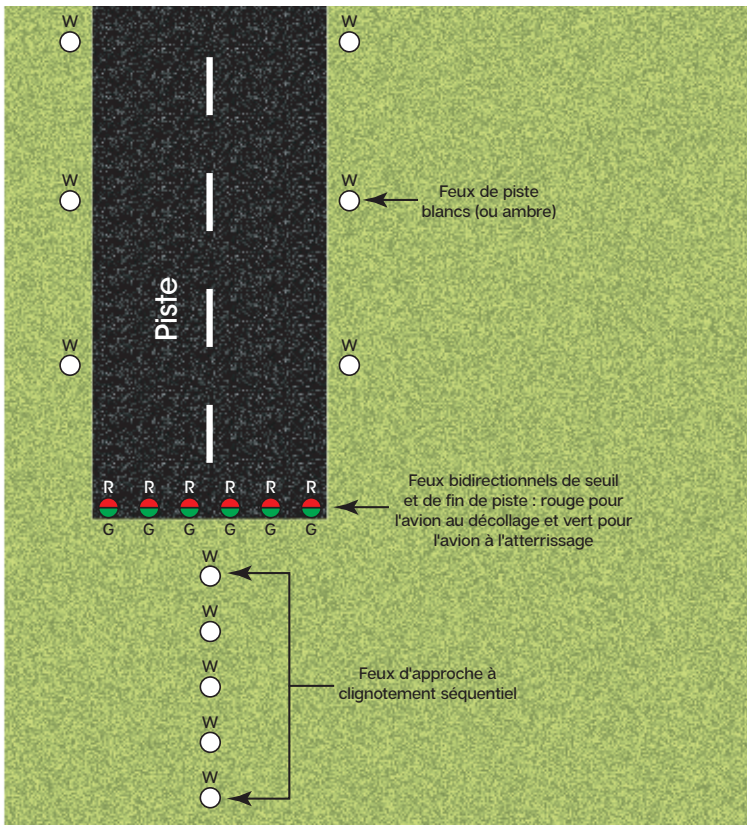 W W
W W
Feux de piste
blancs (ou ambre)
Piste
W W
R R R R R R
G G G G G G
Feux bidirectionnels de seuil
et de fin de piste : rouge pour
l'avion au décollage et vert pour
l'avion à l'atterrissage
W
W
W
Feux d'approche à
clignotement séquentiel
W
W